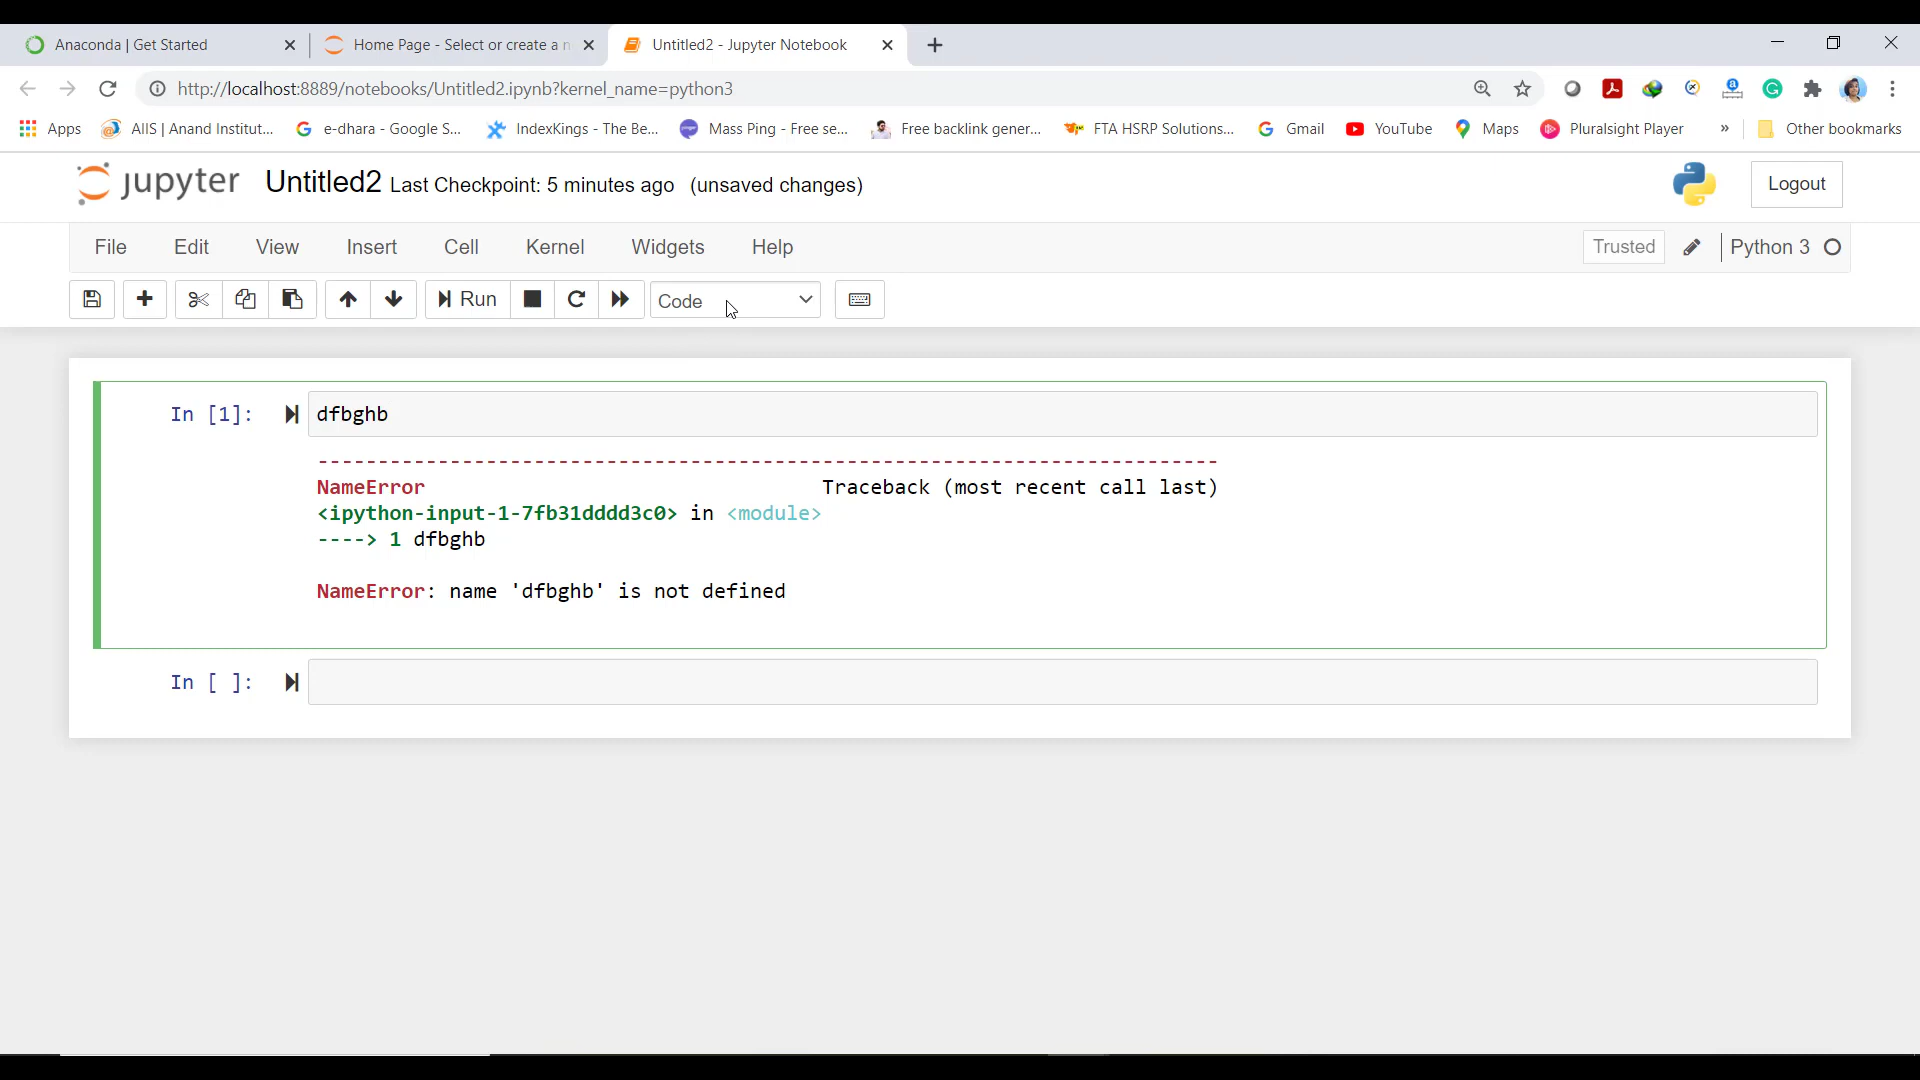 Anaconda | Get Started
Home Page - Select or create a n
Untitled2 - Jupyter Notebook
http://localhost:8889/notebooks/Untitled2.ipynb?kernel_name=python3
Apps
AIIS | Anand Institut...
e-dhara - Google S...
IndexKings - The Be...
Mass Ping - Free se...
Free backlink gener...
FTA HSRP Solutions...
Gmail
YouTube
Maps
Pluralsight Player
»
Other bookmarks
jupyter Untitled2 Last Checkpoint: 5 minutes ago (unsaved changes)
Logout
File Edit View Insert Cell Kernel Widgets Help
Trusted
Python 3
Run
Code
In [1]: dfbghb
---------------------------------------------------------------------------
NameError                                 Traceback (most recent call last)
<ipython-input-1-7fb31dddd3c0> in <module>
----> 1 dfbghb
NameError: name 'dfbghb' is not defined
In [ ]: